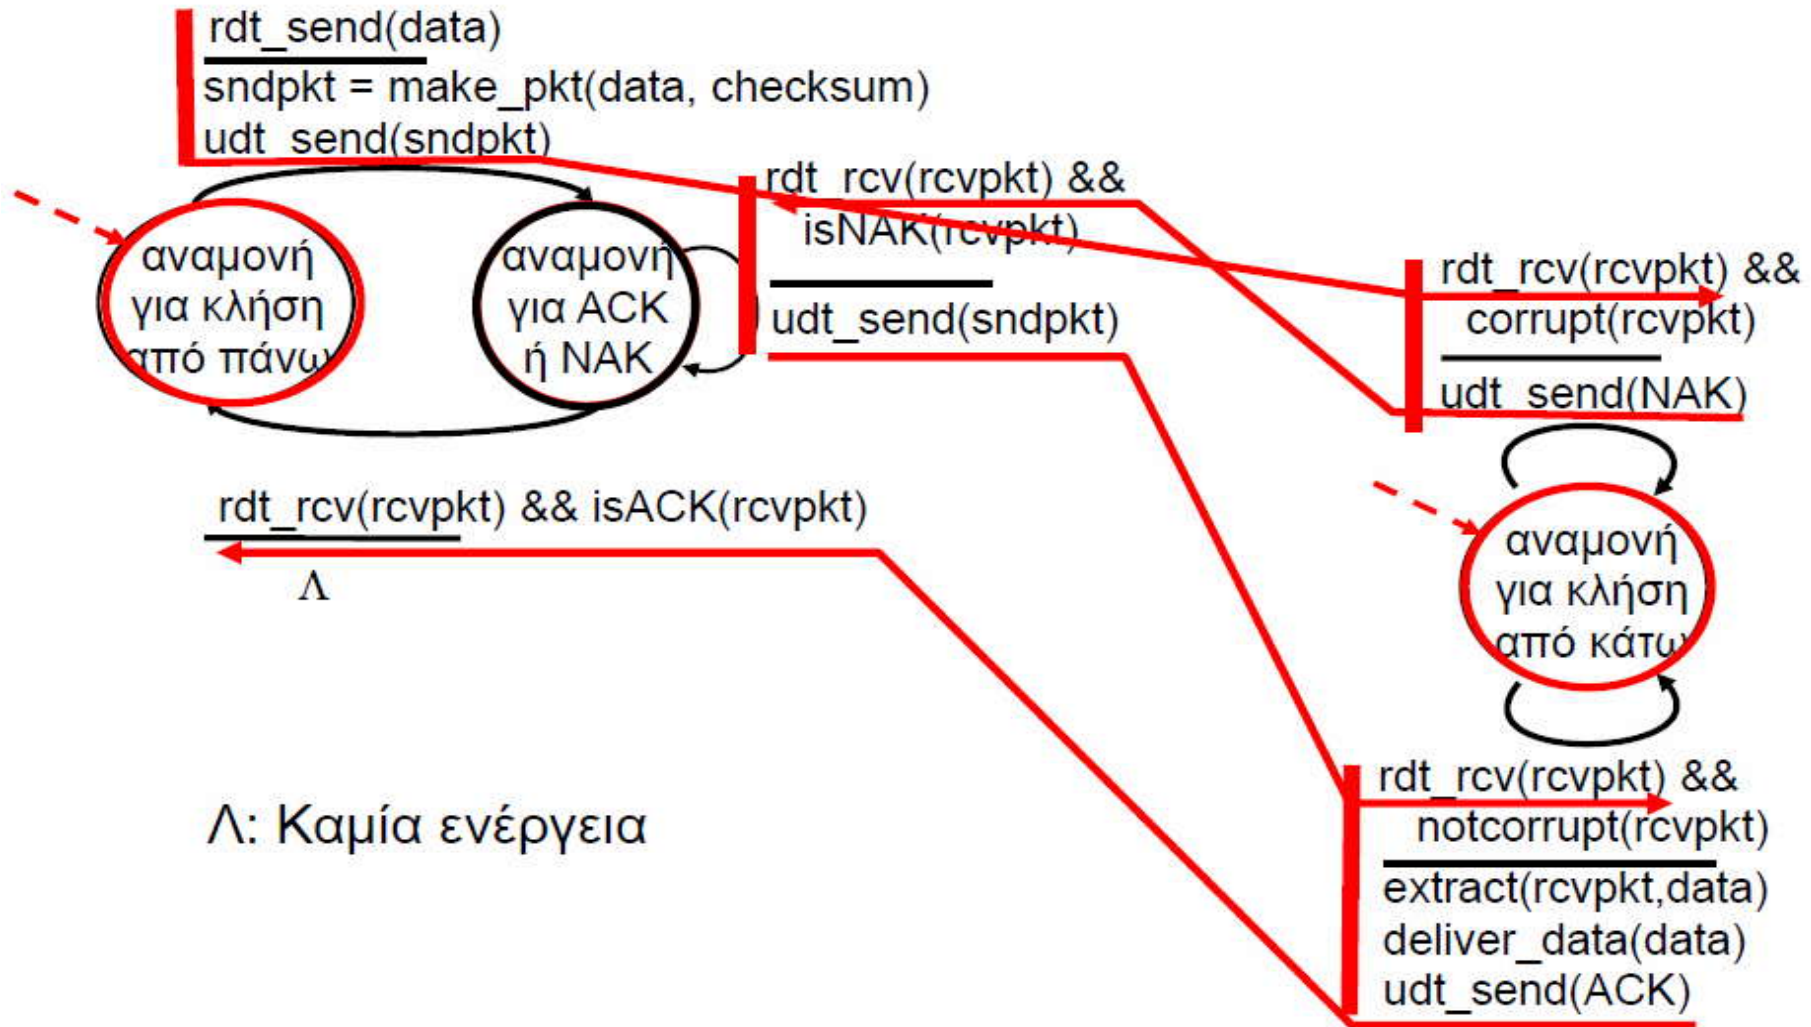 rdt_send(data)
sndpkt = make_pkt(data, checksum)
udt_send(sndpkt)
αναμονή
για κλήση
από πάνω
αναμονή
για ACK
ή NAK
rdt_rcv(rcvpkt) &&
isNAK(rcvpkt)
udt_send(sndpkt)
rdt_rcv(rcvpkt) && isACK(rcvpkt)
Λ
Λ: Καμία ενέργεια
rdt_rcv(rcvpkt) &&
corrupt(rcvpkt)
udt_send(NAK)
αναμονή
για κλήση
από κάτω
rdt_rcv(rcvpkt) &&
notcorrupt(rcvpkt)
extract(rcvpkt,data)
deliver_data(data)
udt_send(ACK)